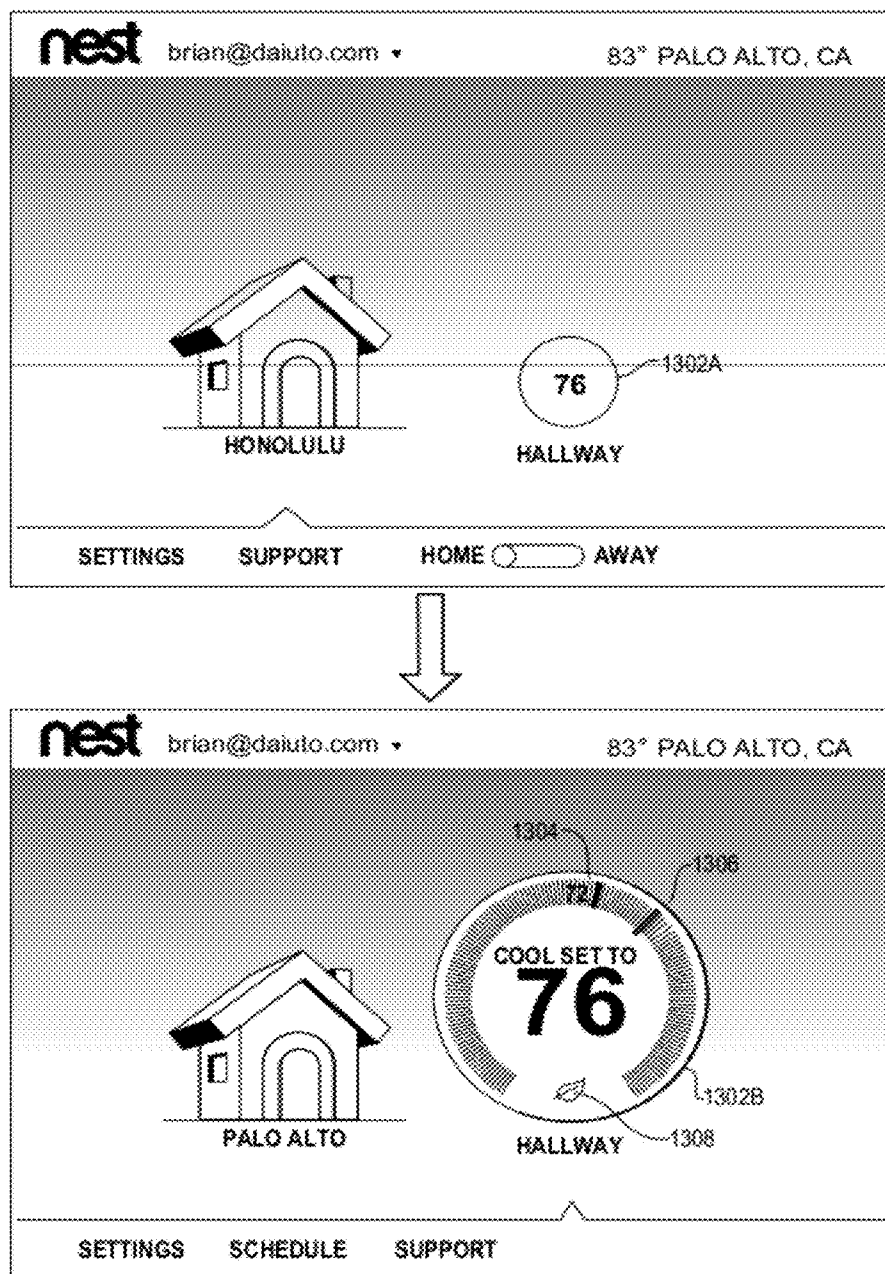 nest brian@daiuto.com 83° PALO ALTO, CA
76
1302A
HONOLULU
HALLWAY
SETTINGS SUPPORT HOME AWAY
nest brian@daiuto.com 83° PALO ALTO, CA
1304
1306
72
COOL SET TO
76
1302B
PALO ALTO
HALLWAY
1308
SETTINGS SCHEDULE SUPPORT